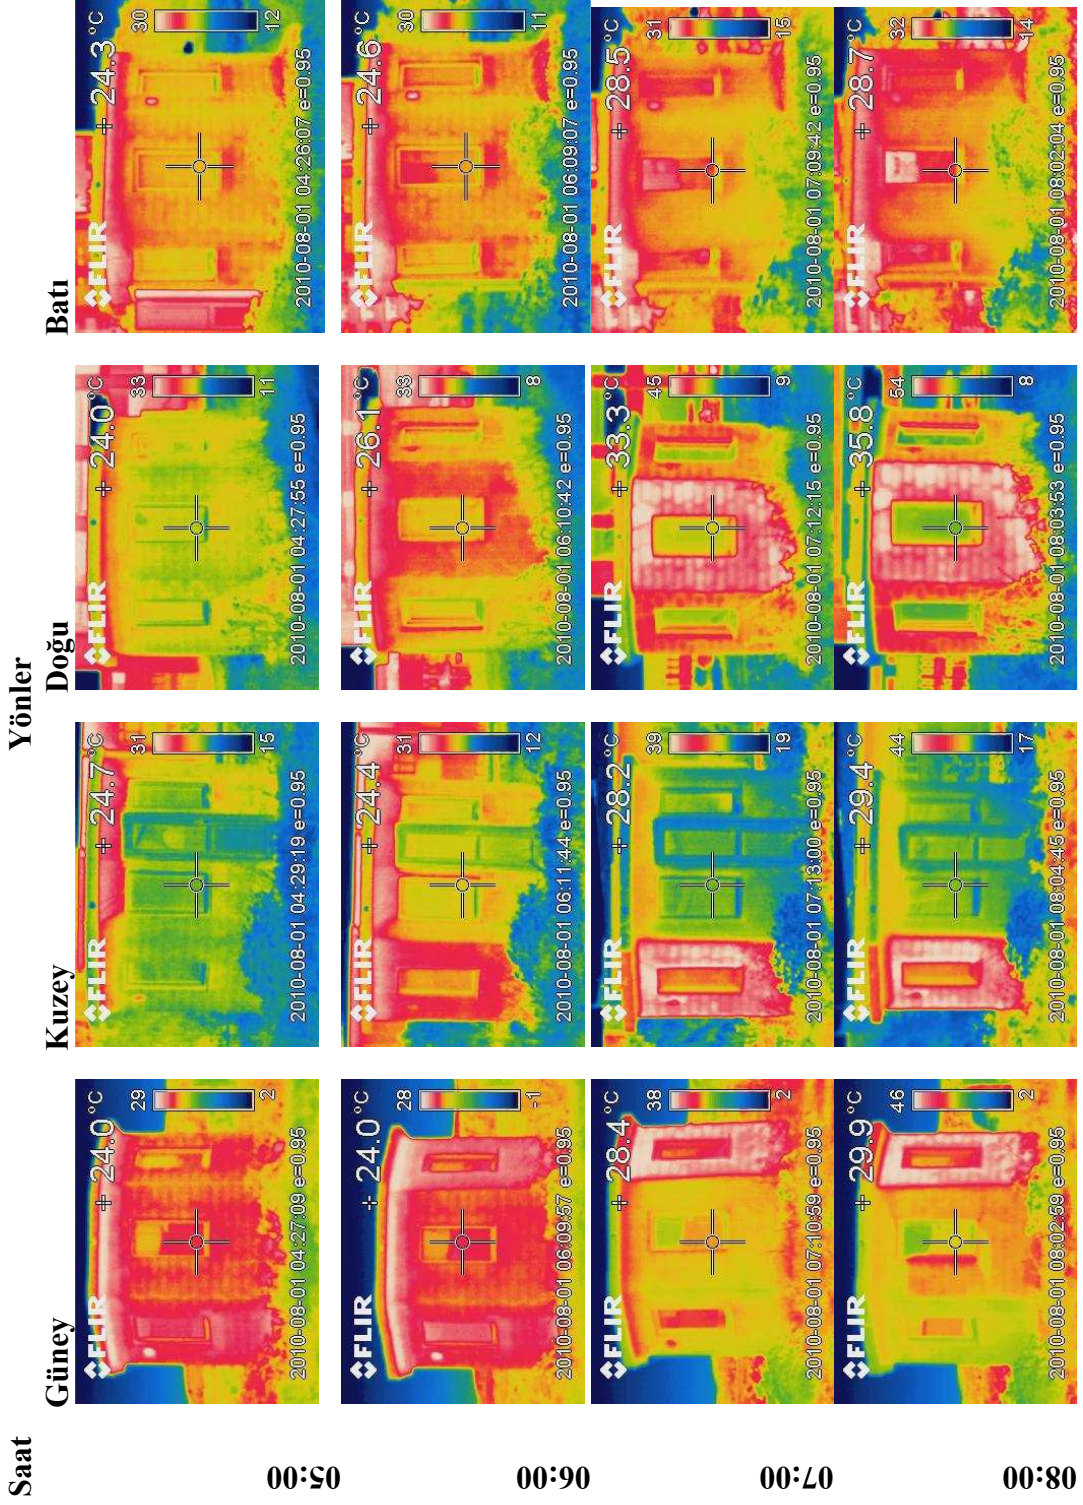 Yönler
Saat Güney Kuzey Doğu Batı
05:00
FLIR + 24.0 °C
29
2
2010-08-01 04:27:09 e=0.95
FLIR + 24.7 °C
31
15
2010-08-01 04:29:19 e=0.95
FLIR + 24.0 °C
33
11
2010-08-01 04:27:55 e=0.95
FLIR + 24.3 °C
30
12
2010-08-01 04:26:07 e=0.95
06:00
FLIR + 24.0 °C
28
-1
2010-08-01 06:09:57 e=0.95
FLIR + 24.4 °C
31
12
2010-08-01 06:11:44 e=0.95
FLIR + 26.1 °C
33
8
2010-08-01 06:10:42 e=0.95
FLIR + 24.6 °C
30
11
2010-08-01 06:09:07 e=0.95
07:00
FLIR + 28.4 °C
38
2
2010-08-01 07:10:59 e=0.95
FLIR + 28.2 °C
39
19
2010-08-01 07:13:00 e=0.95
FLIR + 33.3 °C
45
9
2010-08-01 07:12:15 e=0.95
FLIR + 28.5 °C
31
15
2010-08-01 07:09:42 e=0.95
08:00
FLIR + 29.9 °C
46
2
2010-08-01 08:02:59 e=0.95
FLIR + 29.4 °C
44
17
2010-08-01 08:04:45 e=0.95
FLIR + 35.8 °C
54
8
2010-08-01 08:03:53 e=0.95
FLIR + 28.7 °C
32
14
2010-08-01 08:02:04 e=0.95